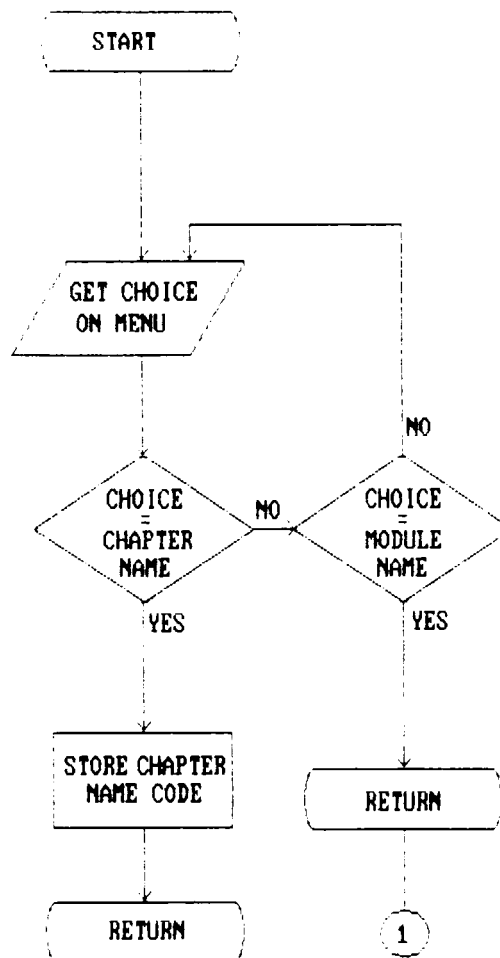 START
GET CHOICE
ON MENU
NO
CHOICE
=
CHAPTER
NAME
NO
CHOICE
=
MODULE
NAME
YES
YES
STORE CHAPTER
NAME CODE
RETURN
RETURN
1